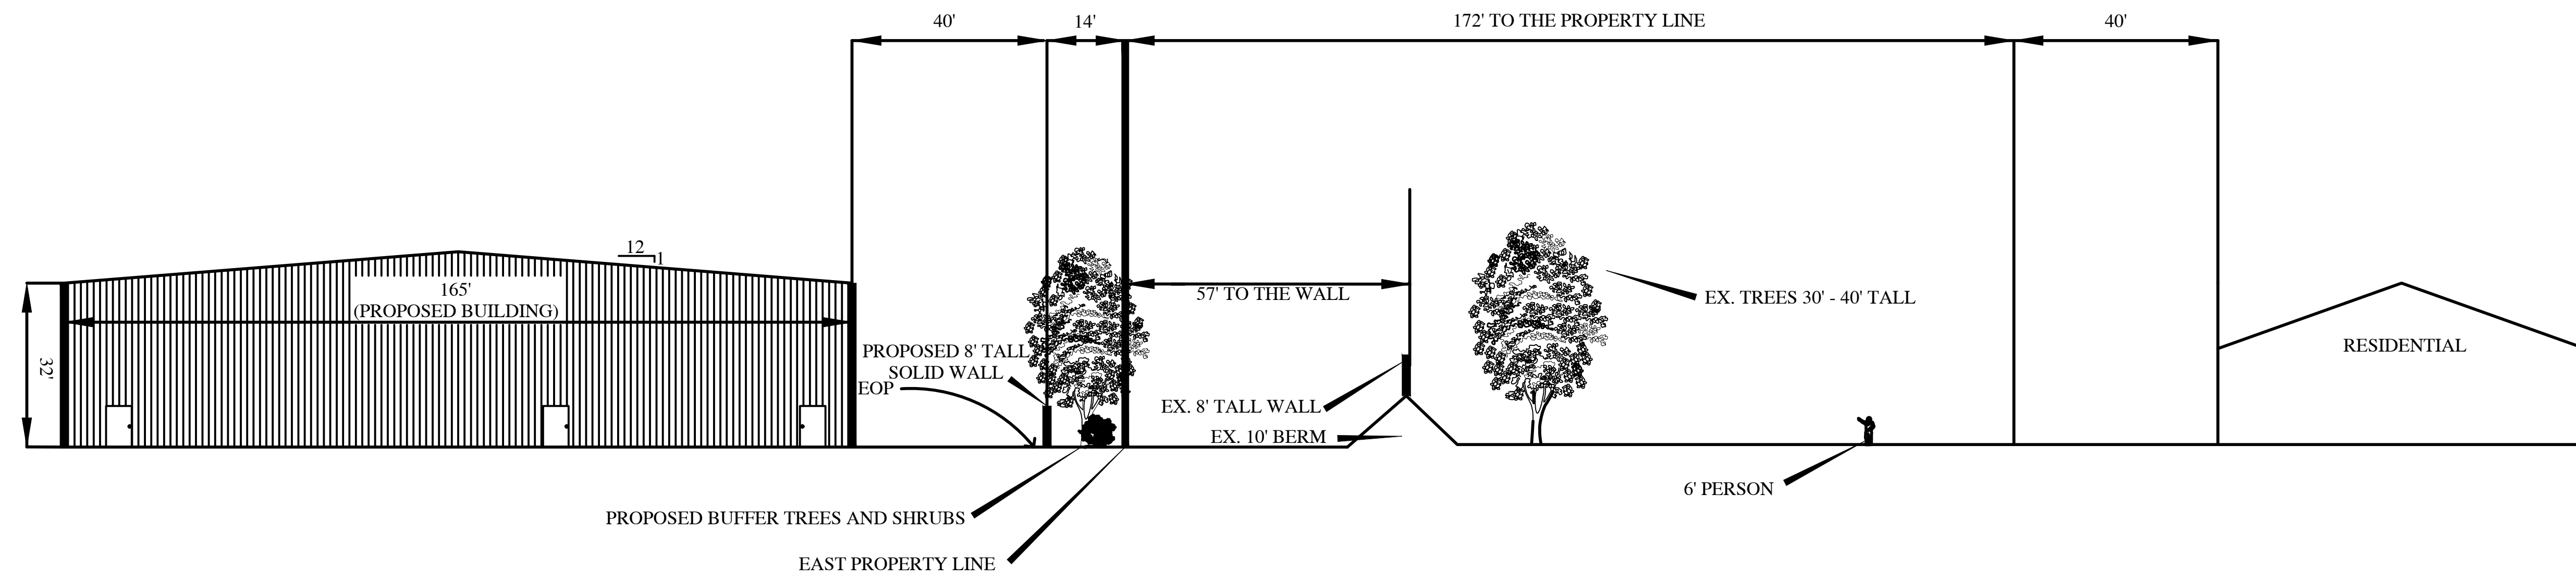 40'
14'
172' TO THE PROPERTY LINE
40'
12
1
165'
(PROPOSED BUILDING)
57' TO THE WALL
EX. TREES 30' - 40' TALL
32'
PROPOSED 8' TALL
SOLID WALL
EOP
RESIDENTIAL
EX. 8' TALL WALL
EX. 10' BERM
6' PERSON
PROPOSED BUFFER TREES AND SHRUBS
EAST PROPERTY LINE